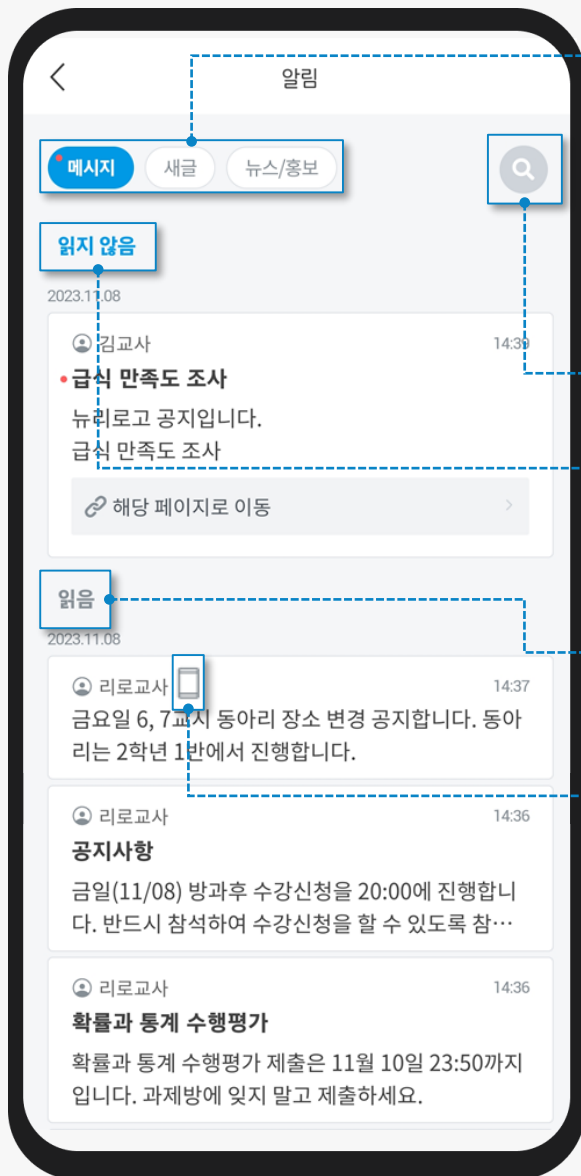 알림
메시지
새글
뉴스/홍보
읽지 않음
2023.11.08
김교사
14:39
급식 만족도 조사
뉴리로고 공지입니다.
급식 만족도 조사
해당 페이지로 이동
읽음
2023.11.08
리로교사
14:37
금요일 6, 7교시 동아리 장소 변경 공지합니다. 동아
리는 2학년 1반에서 진행합니다.
리로교사
14:36
공지사항
금일(11/08) 방과후 수강신청을 20:00에 진행합니
다. 반드시 참석하여 수강신청을 할 수 있도록 참…
리로교사
14:36
확률과 통계 수행평가
확률과 통계 수행평가 제출은 11월 10일 23:50까지
입니다. 과제방에 잊지 말고 제출하세요.